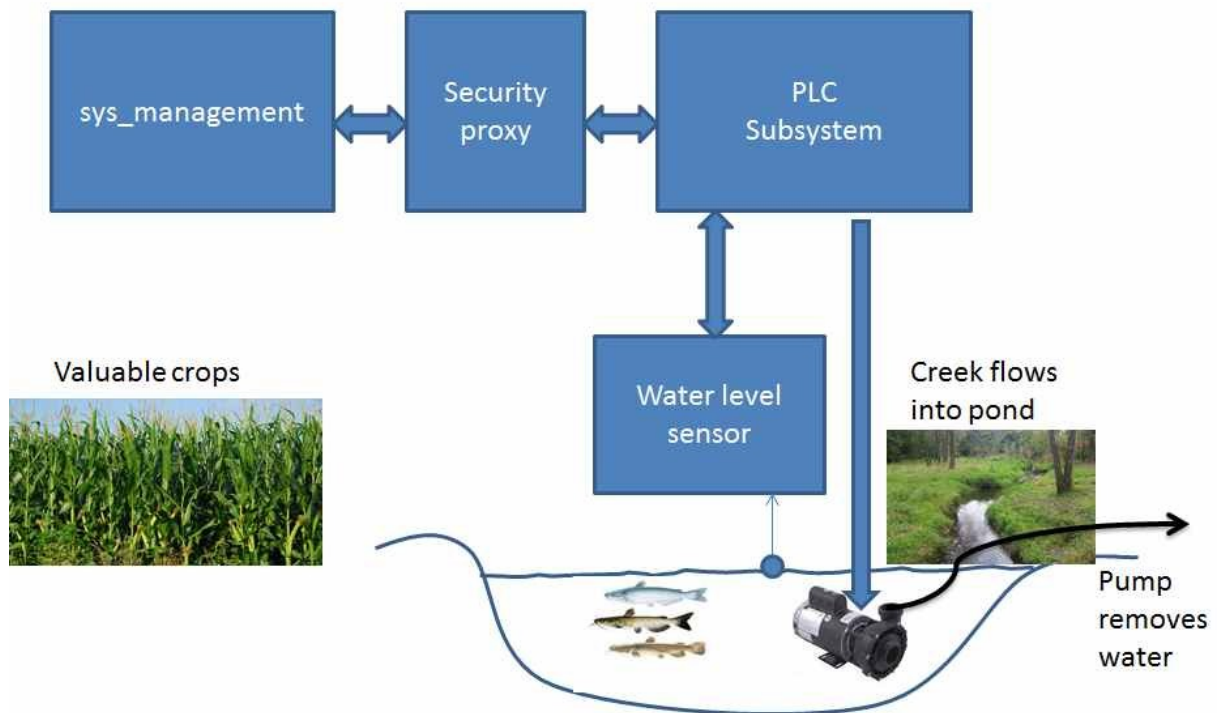 sys_management
Security
proxy
PLC
Subsystem
Water level
sensor
Valuable crops
Creek flows
into pond
Pump
removes
water